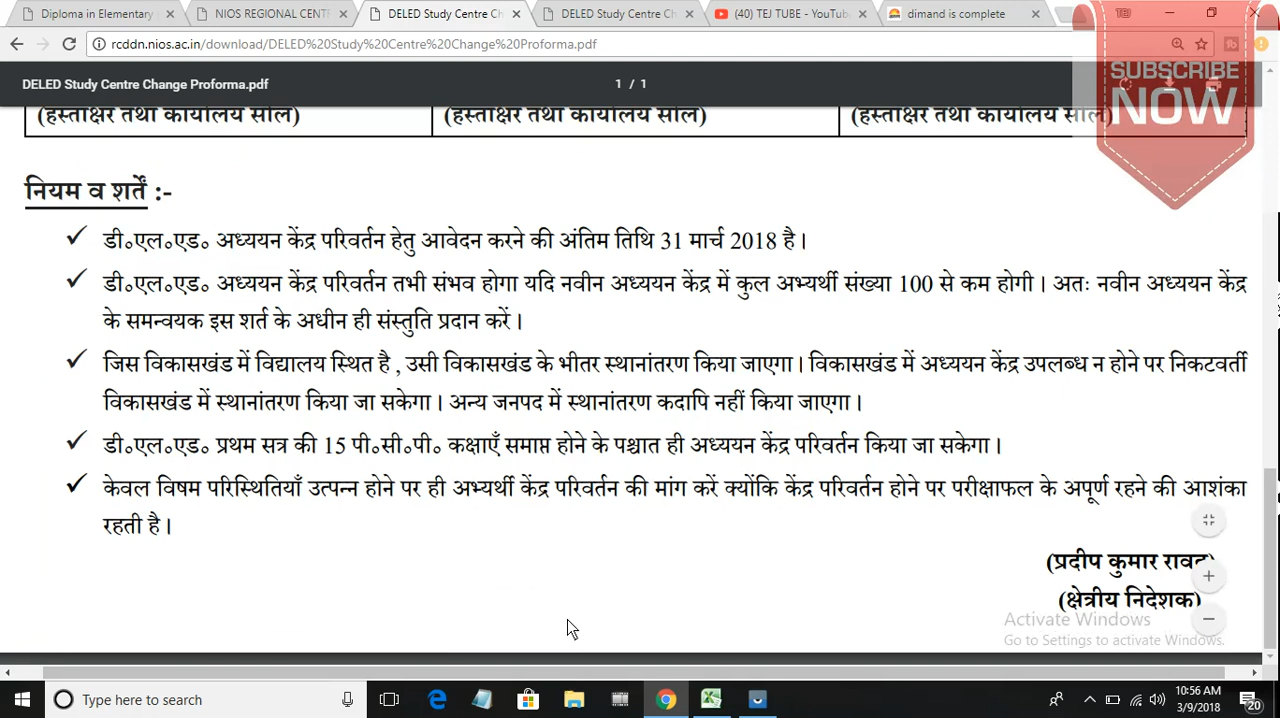 Diploma in Elementary
NIOS REGIONAL CENT
DELED Study Centre Ch
DELED Study Centre Ch
(40) TEJ TUBE - YouTub
dimand is complete
rcddn.nios.ac.in/download/DELED%20Study%20Centre%20Change%20Proforma.pdf
DELED Study Centre Change Proforma.pdf
1 / 1
SUBSCRIBE
NOW
(हस्ताक्षर तथा कार्यालय सील)
(हस्ताक्षर तथा कार्यालय सील)
(हस्ताक्षर तथा कार्यालय सील)
नियम व शर्तें :-
✓ डी॰एल॰एड॰ अध्ययन केंद्र परिवर्तन हेतु आवेदन करने की अंतिम तिथि 31 मार्च 2018 है।
✓ डी॰एल॰एड॰ अध्ययन केंद्र परिवर्तन तभी संभव होगा यदि नवीन अध्ययन केंद्र में कुल अभ्यर्थी संख्या 100 से कम होगी। अतः नवीन अध्ययन केंद्र
के समन्वयक इस शर्त के अधीन ही संस्तुति प्रदान करें।
✓ जिस विकासखंड में विद्यालय स्थित है , उसी विकासखंड के भीतर स्थानांतरण किया जाएगा। विकासखंड में अध्ययन केंद्र उपलब्ध न होने पर निकटवर्ती
विकासखंड में स्थानांतरण किया जा सकेगा। अन्य जनपद में स्थानांतरण कदापि नहीं किया जाएगा।
✓ डी॰एल॰एड॰ प्रथम सत्र की 15 पी॰सी॰पी॰ कक्षाएँ समाप्त होने के पश्चात ही अध्ययन केंद्र परिवर्तन किया जा सकेगा।
✓ केवल विषम परिस्थितियाँ उत्पन्न होने पर ही अभ्यर्थी केंद्र परिवर्तन की मांग करें क्योंकि केंद्र परिवर्तन होने पर परीक्षाफल के अपूर्ण रहने की आशंका
रहती है।
(प्रदीप कुमार रावत)
(क्षेत्रीय निदेशक)
Activate Windows
Go to Settings to activate Windows.
Type here to search
10:56 AM
3/9/2018
20